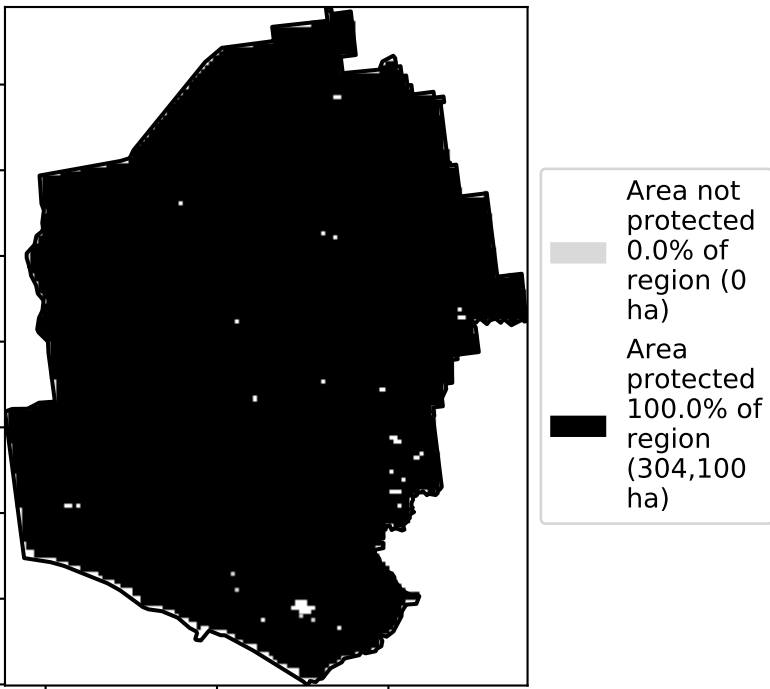 Area not
protected
0.0% of
region (0
ha)
Area
protected
100.0% of
region
(304,100
ha)